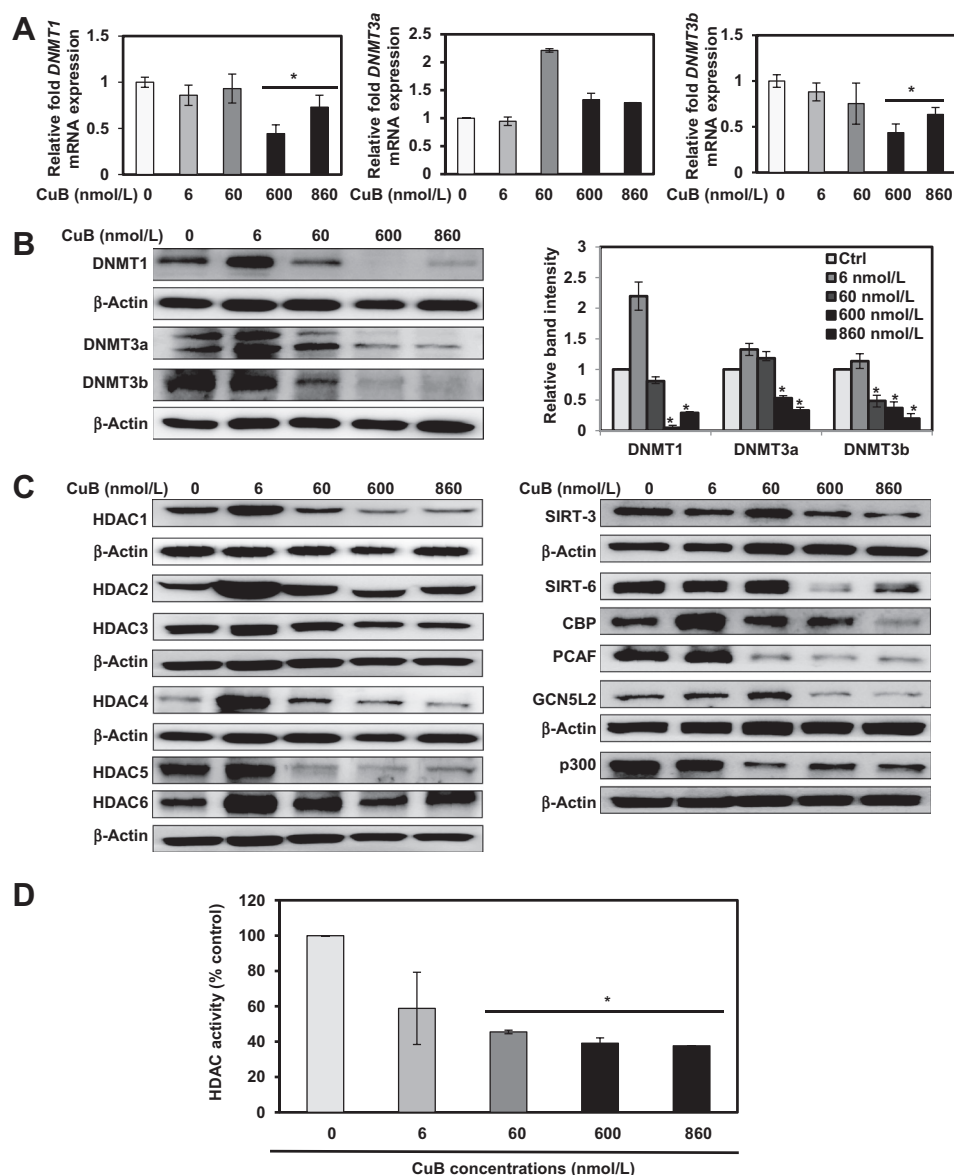 A
Relative fold DNMT1
mRNA expression
1.5
1
0.5
0
*
CuB (nmol/L)
0 6 60 600 860
Relative fold DNMT3a
mRNA expression
2.5
2
1.5
1
0.5
0
0 6 60 600 860
Relative fold DNMT3b
mRNA expression
1.5
1
0.5
0
*
CuB (nmol/L)
0 6 60 600 860
B
CuB (nmol/L) 0 6 60 600 860
DNMT1
β-Actin
DNMT3a
DNMT3b
β-Actin
Relative band intensity
3
2.5
2
1.5
1
0.5
0
Ctrl
6 nmol/L
60 nmol/L
600 nmol/L
860 nmol/L
* * * * * * *
DNMT1 DNMT3a DNMT3b
C
CuB (nmol/L) 0 6 60 600 860
HDAC1
β-Actin
HDAC2
HDAC3
β-Actin
HDAC4
β-Actin
HDAC5
HDAC6
β-Actin
CuB (nmol/L) 0 6 60 600 860
SIRT-3
β-Actin
SIRT-6
CBP
PCAF
GCN5L2
β-Actin
p300
β-Actin
D
HDAC activity (% control)
120
100
80
60
40
20
0
*
0 6 60 600 860
CuB concentrations (nmol/L)